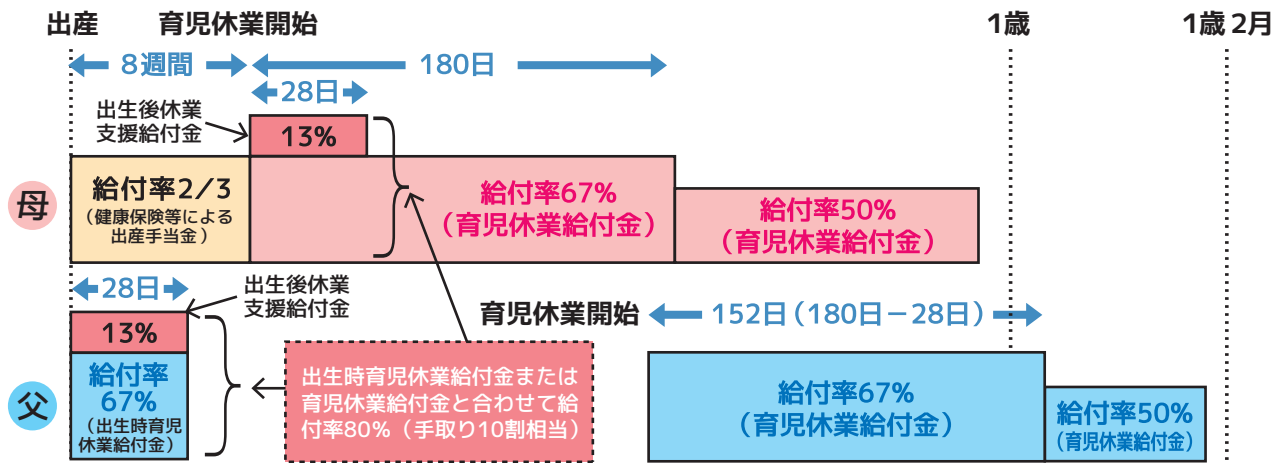 出産
育児休業開始
1歳
1歳 2月
8週間
180日
28日
出生後休業
支援給付金
13%
母
給付率2/3
（健康保険等による
出産手当金）
給付率67%
（育児休業給付金）
給付率50%
（育児休業給付金）
28日
出生後休業
支援給付金
育児休業開始
152日（180日－28日）
13%
父
給付率
67%
（出生時育児
休業給付金）
出生時育児休業給付金または
育児休業給付金と合わせて給
付率80%（手取り10割相当）
給付率67%
（育児休業給付金）
給付率50%
（育児休業給付金）